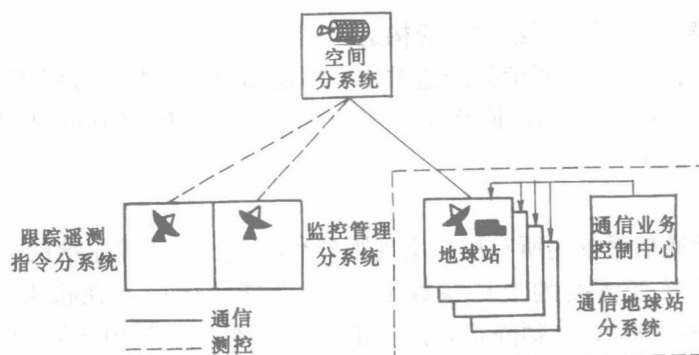 空间
分系统
跟踪遥测
指令分系统
监控管理
分系统
地球站
通信业务
控制中心
通信地球站
分系统
通信
测控